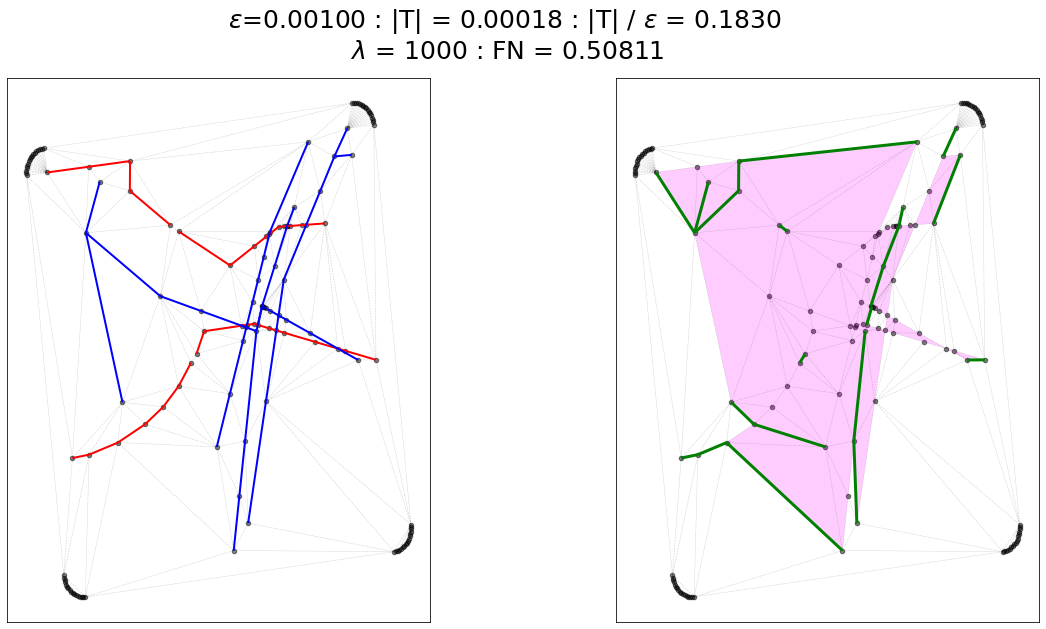 ε=0.00100 : |T| = 0.00018 : |T| / ε = 0.1830
λ = 1000 : FN = 0.50811